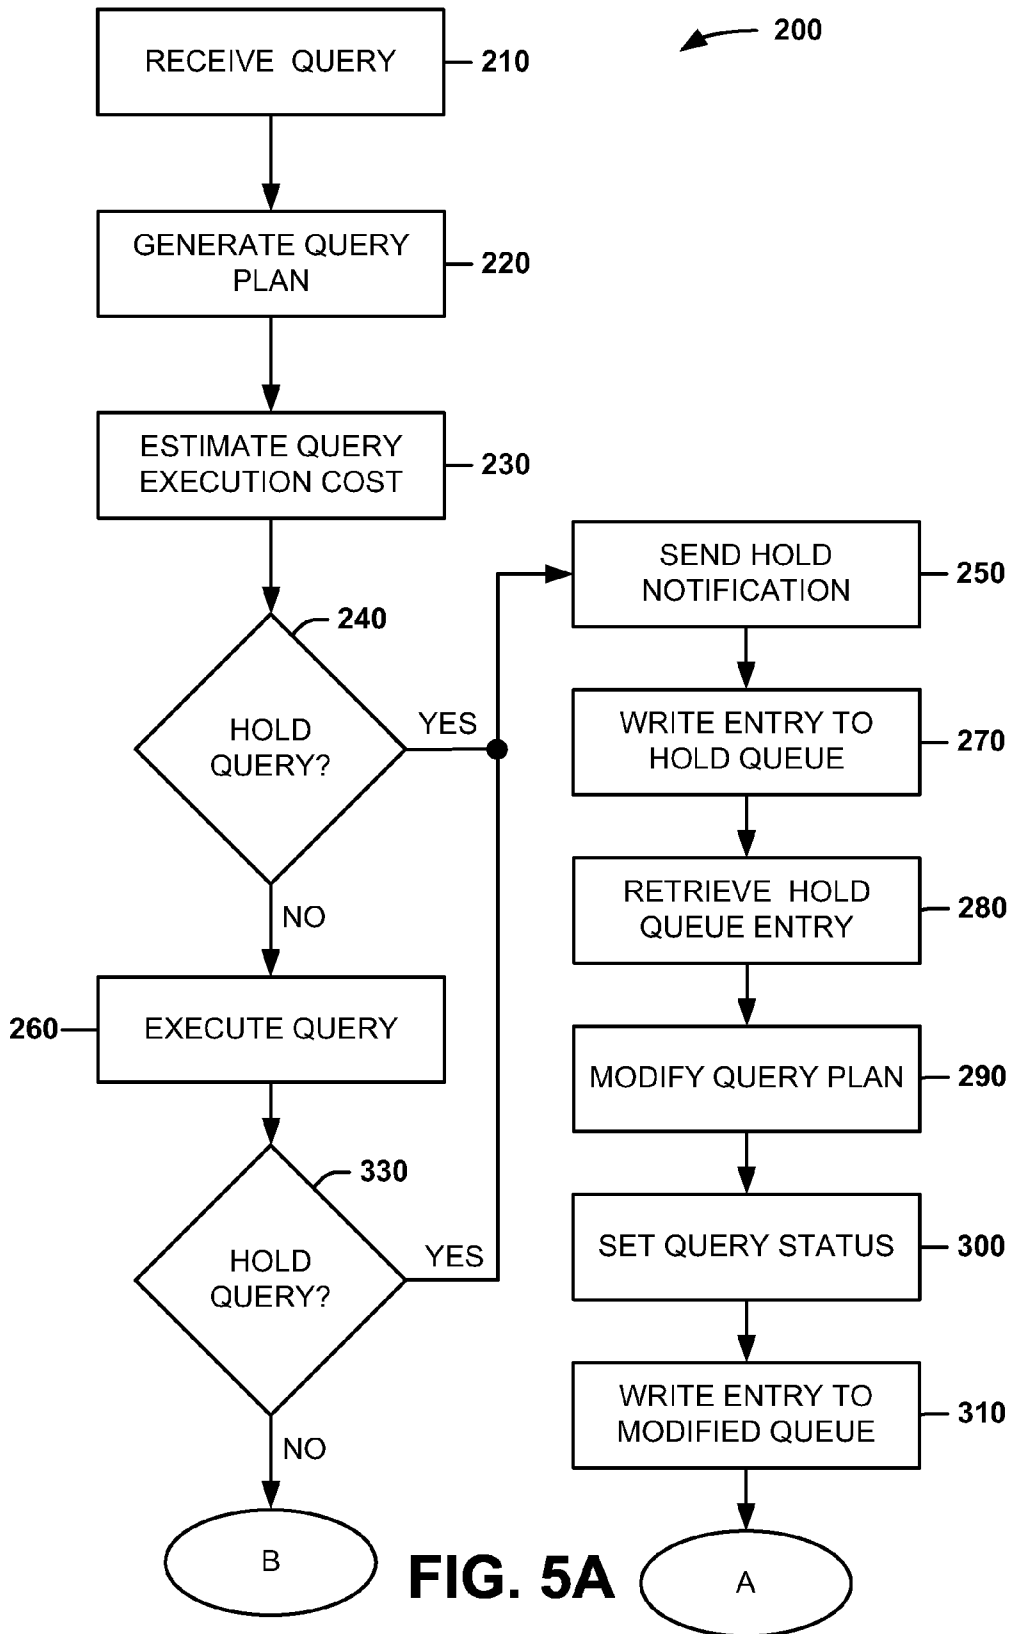 200
RECEIVE QUERY
210
GENERATE QUERY
PLAN
220
ESTIMATE QUERY
EXECUTION COST
230
240
HOLD
QUERY?
YES
NO
260
EXECUTE QUERY
330
HOLD
QUERY?
YES
NO
B
SEND HOLD
NOTIFICATION
250
WRITE ENTRY TO
HOLD QUEUE
270
RETRIEVE HOLD
QUEUE ENTRY
280
MODIFY QUERY PLAN
290
SET QUERY STATUS
300
WRITE ENTRY TO
MODIFIED QUEUE
310
A
FIG. 5A